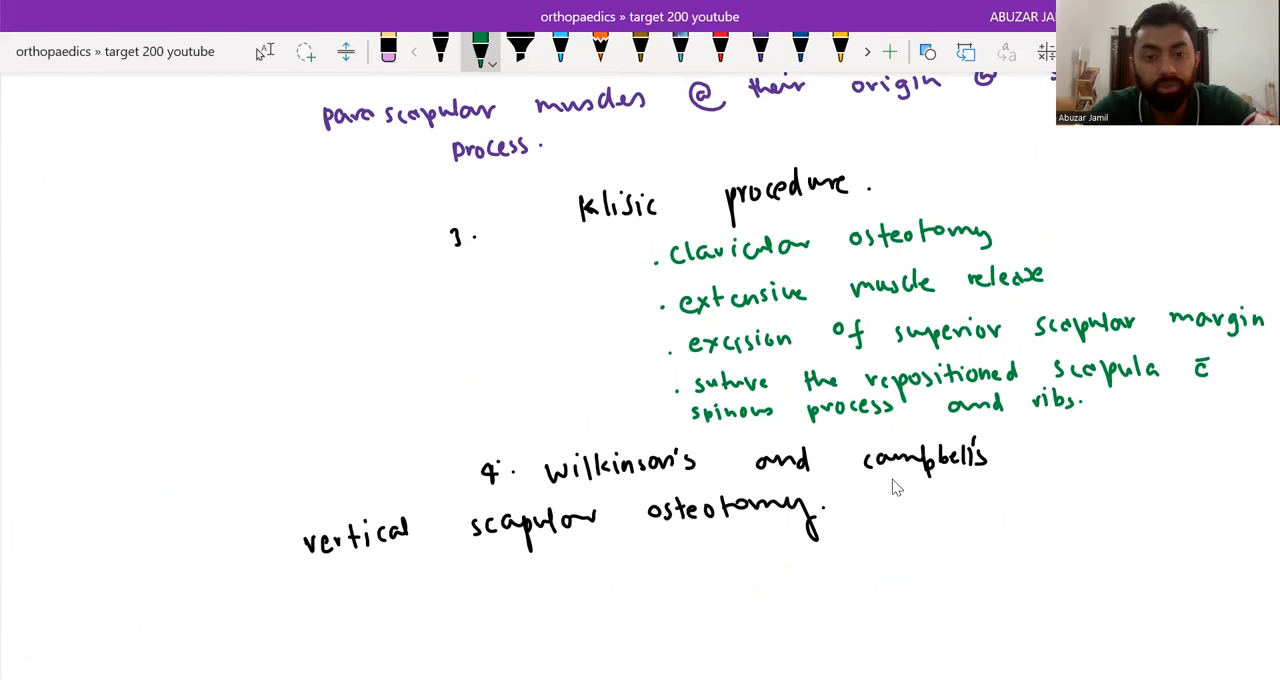 orthopaedics » target 200 youtube
ABUZAR JA
orthopaedics » target 200 youtube
Abuzar Jamil
parascapular muscles @ their origin @
process.
3. Klisic procedure.
. clavicular osteotomy
. extensive muscle release
. excision of superior scapular margin
. suture the repositioned scapula c̄
spinous process and ribs.
4. Wilkinson's and campbell's
vertical scapular osteotomy.